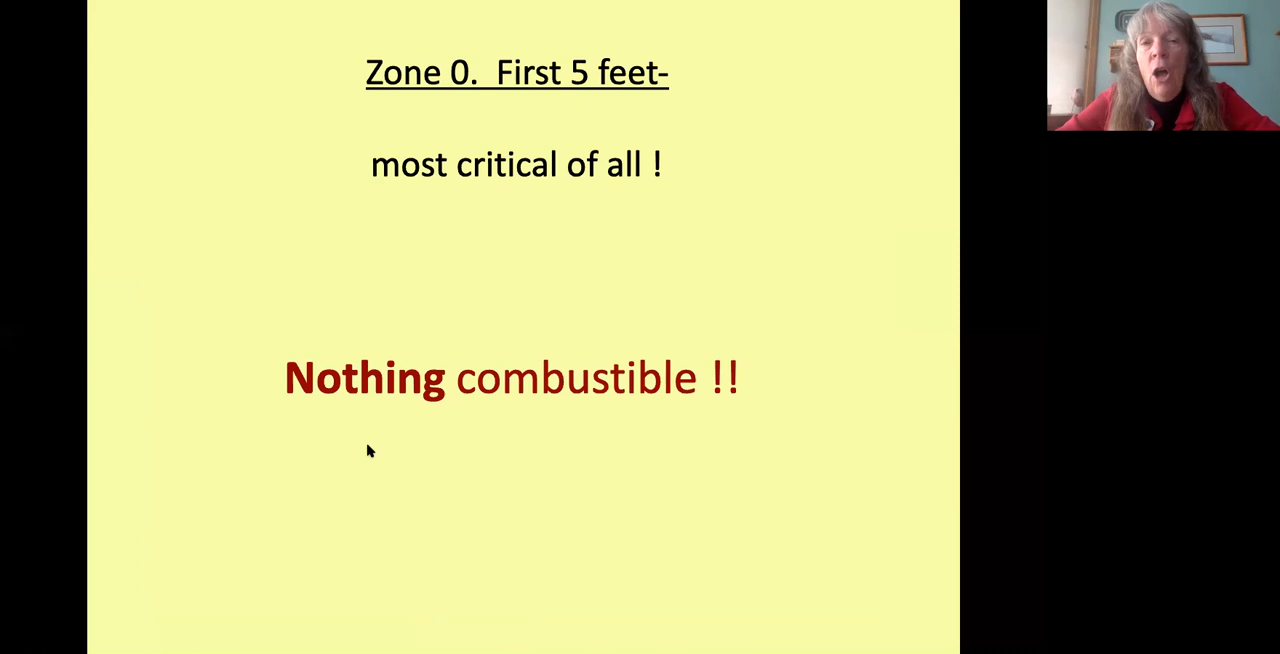 Zone 0.  First 5 feet-
most critical of all !
Nothing combustible !!